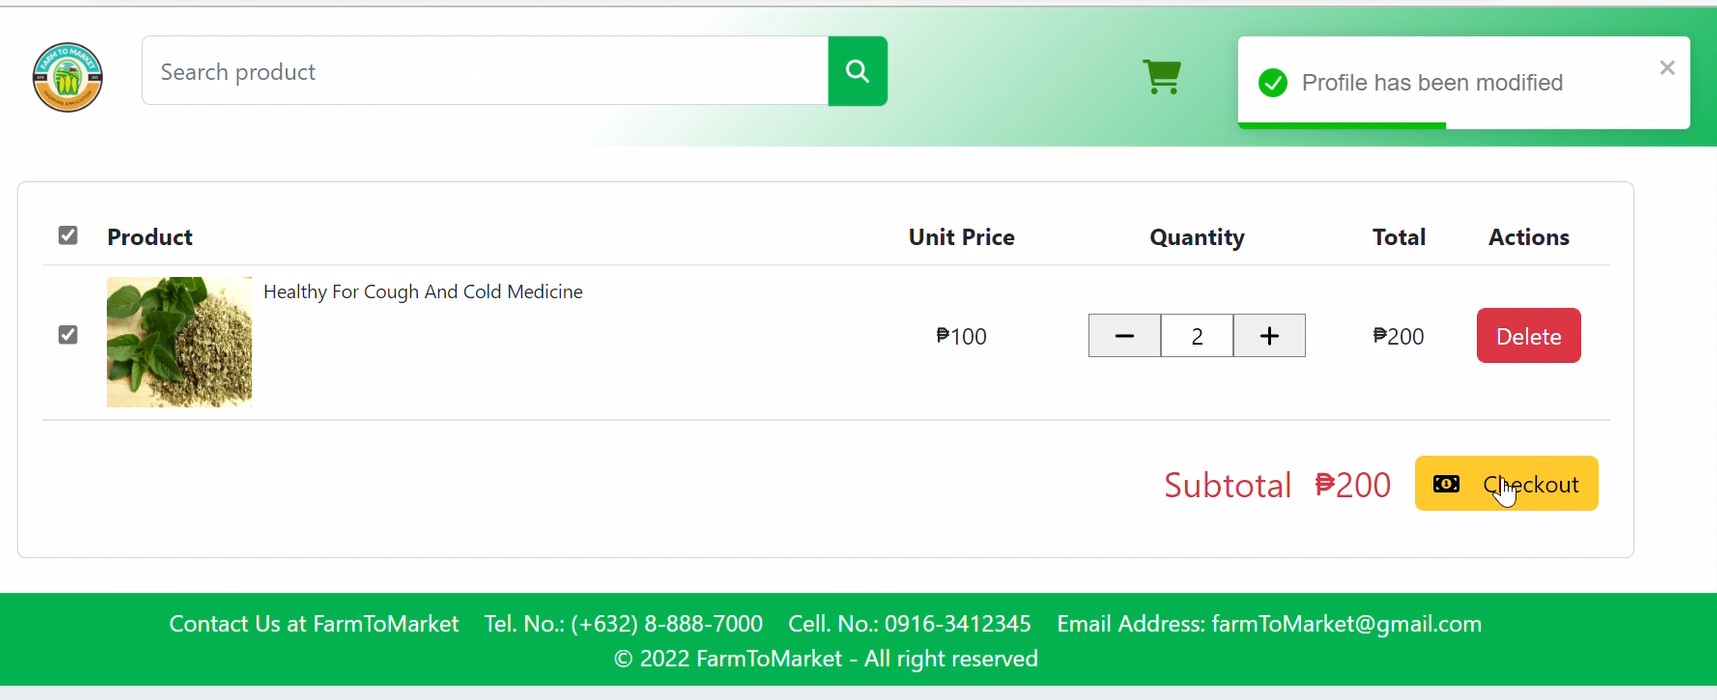 FARM TO MARKET
Search product
Profile has been modified
Product Unit Price Quantity Total Actions
Healthy For Cough And Cold Medicine
₱100 2 ₱200 Delete
Subtotal ₱200 Checkout
Contact Us at FarmToMarket Tel. No.: (+632) 8-888-7000 Cell. No.: 0916-3412345 Email Address: farmToMarket@gmail.com
© 2022 FarmToMarket - All right reserved